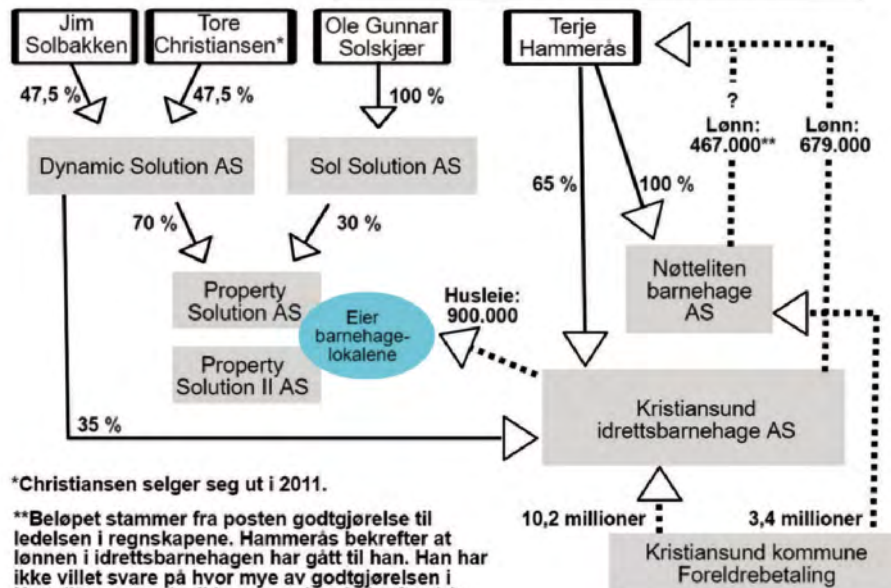 Jim
Solbakken
Tore
Christiansen*
Ole Gunnar
Solskjær
Terje
Hammerås
47,5 %
47,5 %
100 %
?
Lønn:
467.000**
Lønn:
679.000
Dynamic Solution AS
Sol Solution AS
65 %
100 %
70 %
30 %
Nøtteliten
barnehage
AS
Property
Solution AS
Eier
barnehage-
lokalene
Husleie:
900.000
Property
Solution II AS
Kristiansund
idrettsbarnehage AS
35 %
*Christiansen selger seg ut i 2011.
**Beløpet stammer fra posten godtgjørelse til
ledelsen i regnskapene. Hammerås bekrefter at
lønnen i idrettsbarnehagen har gått til han. Han har
ikke villet svare på hvor mye av godtgjørelsen i
10,2 millioner
3,4 millioner
Kristiansund kommune
Foreldrebetaling